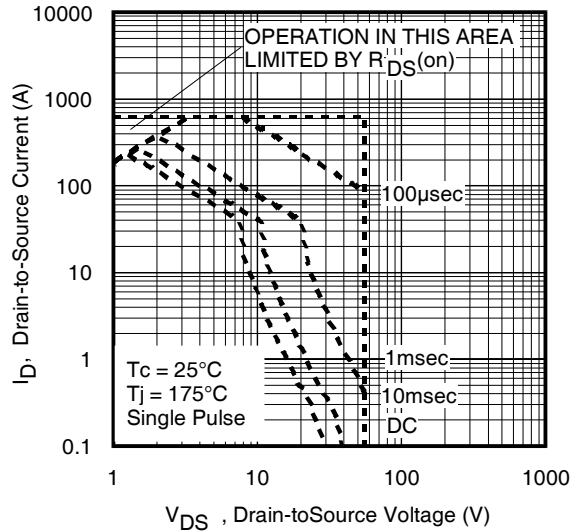 OPERATION IN THIS AREA
LIMITED BY RDS(on)
10000
1000
100
10
1
0.1
ID, Drain-to-Source Current (A)
100µsec
1msec
10msec
DC
Tc = 25°C
Tj = 175°C
Single Pulse
1
10
100
1000
VDS , Drain-toSource Voltage (V)